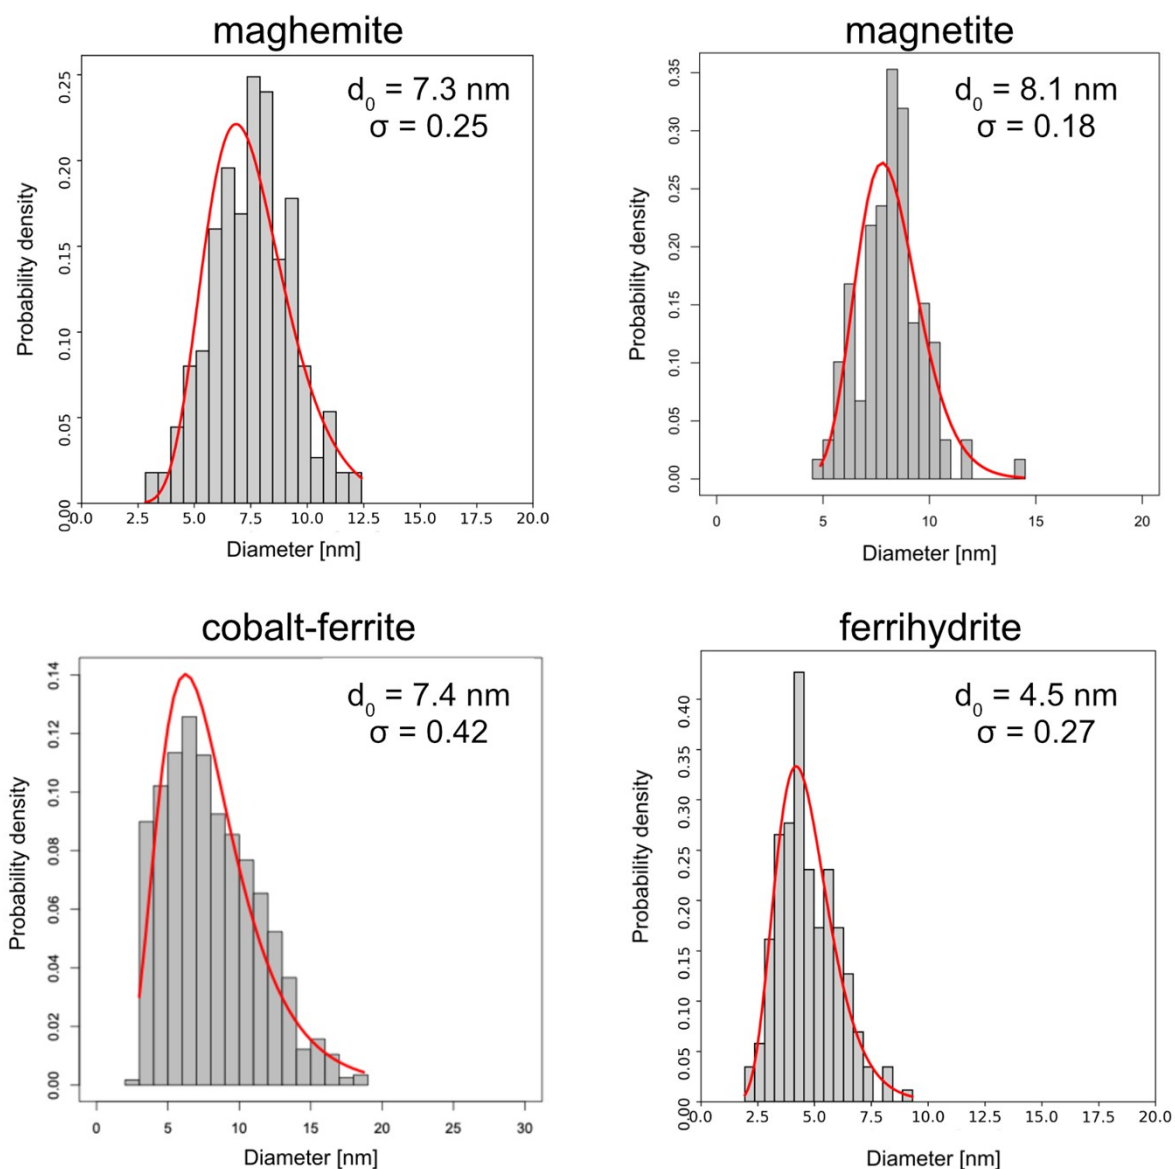 maghemite
d₀ = 7.3 nm
σ = 0.25
Probability density
0.00
0.05
0.10
0.15
0.20
0.25
0.0 2.5 5.0 7.5 10.0 12.5 15.0 17.5 20.0
Diameter [nm]
magnetite
d₀ = 8.1 nm
σ = 0.18
Probability density
0.00
0.05
0.10
0.15
0.20
0.25
0.30
0.35
0 5 10 15 20
Diameter [nm]
cobalt-ferrite
d₀ = 7.4 nm
σ = 0.42
Probability density
0.00
0.02
0.04
0.06
0.08
0.10
0.12
0.14
0 5 10 15 20 25 30
Diameter [nm]
ferrihydrite
d₀ = 4.5 nm
σ = 0.27
Probability density
0.00
0.05
0.10
0.15
0.20
0.25
0.30
0.35
0.40
0.0 2.5 5.0 7.5 10.0 12.5 15.0 17.5 20.0
Diameter [nm]